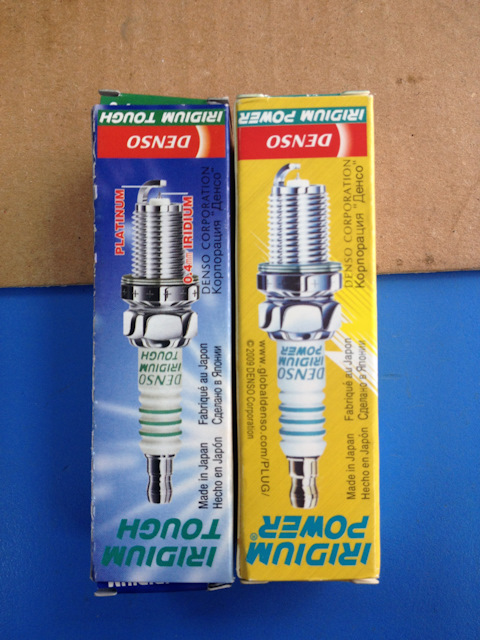 IRIDIUM TOUGH
DENSO
PLATINUM
0.4mm IRIDIUM
DENSO CORPORATION
Корпорация "Денсо"
DENSO
IRIDIUM
TOUGH
Made in Japan Fabriqué au Japon
Hecho en Japón Сделано в Японии
IRIDIUM
TOUGH
IRIDIUM POWER
DENSO
DENSO CORPORATION
Корпорация "Денсо"
DENSO
IRIDIUM
POWER
www.globaldenso.com/PLUG/
© 2009 DENSO Corporation
Made in Japan Fabriqué au Japon
Hecho en Japón Сделано в Японии
IRIDIUM
POWER®